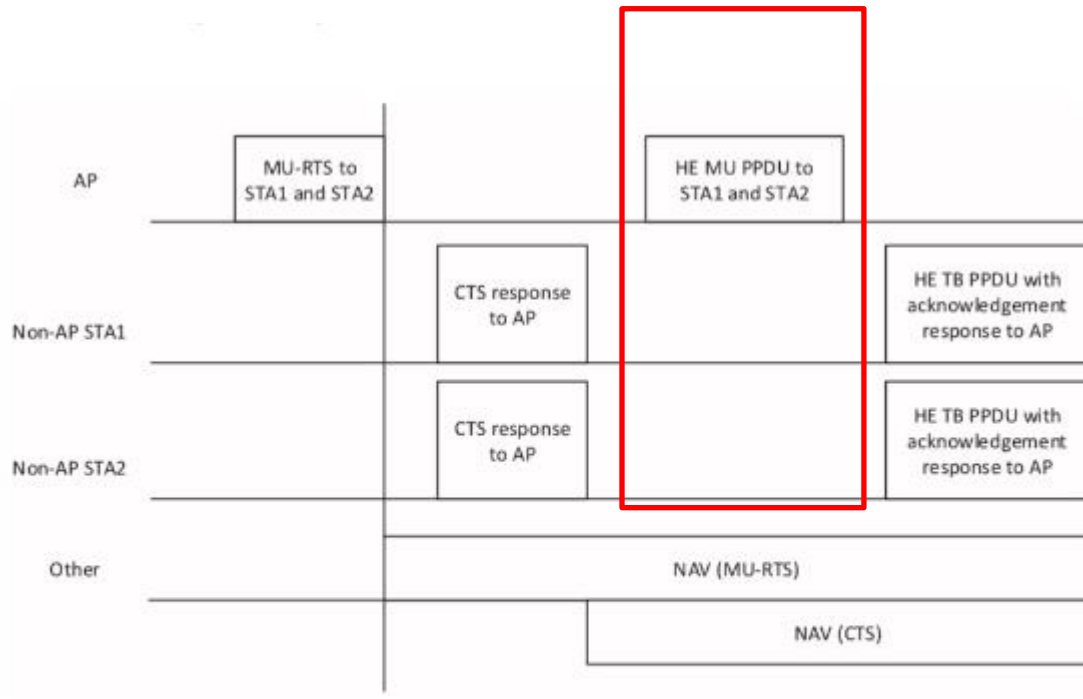 AP
MU-RTS to
STA1 and STA2
HE MU PPDU to
STA1 and STA2
Non-AP STA1
CTS response
to AP
HE TB PPDU with
acknowledgement
response to AP
Non-AP STA2
CTS response
to AP
HE TB PPDU with
acknowledgement
response to AP
Other
NAV (MU-RTS)
NAV (CTS)